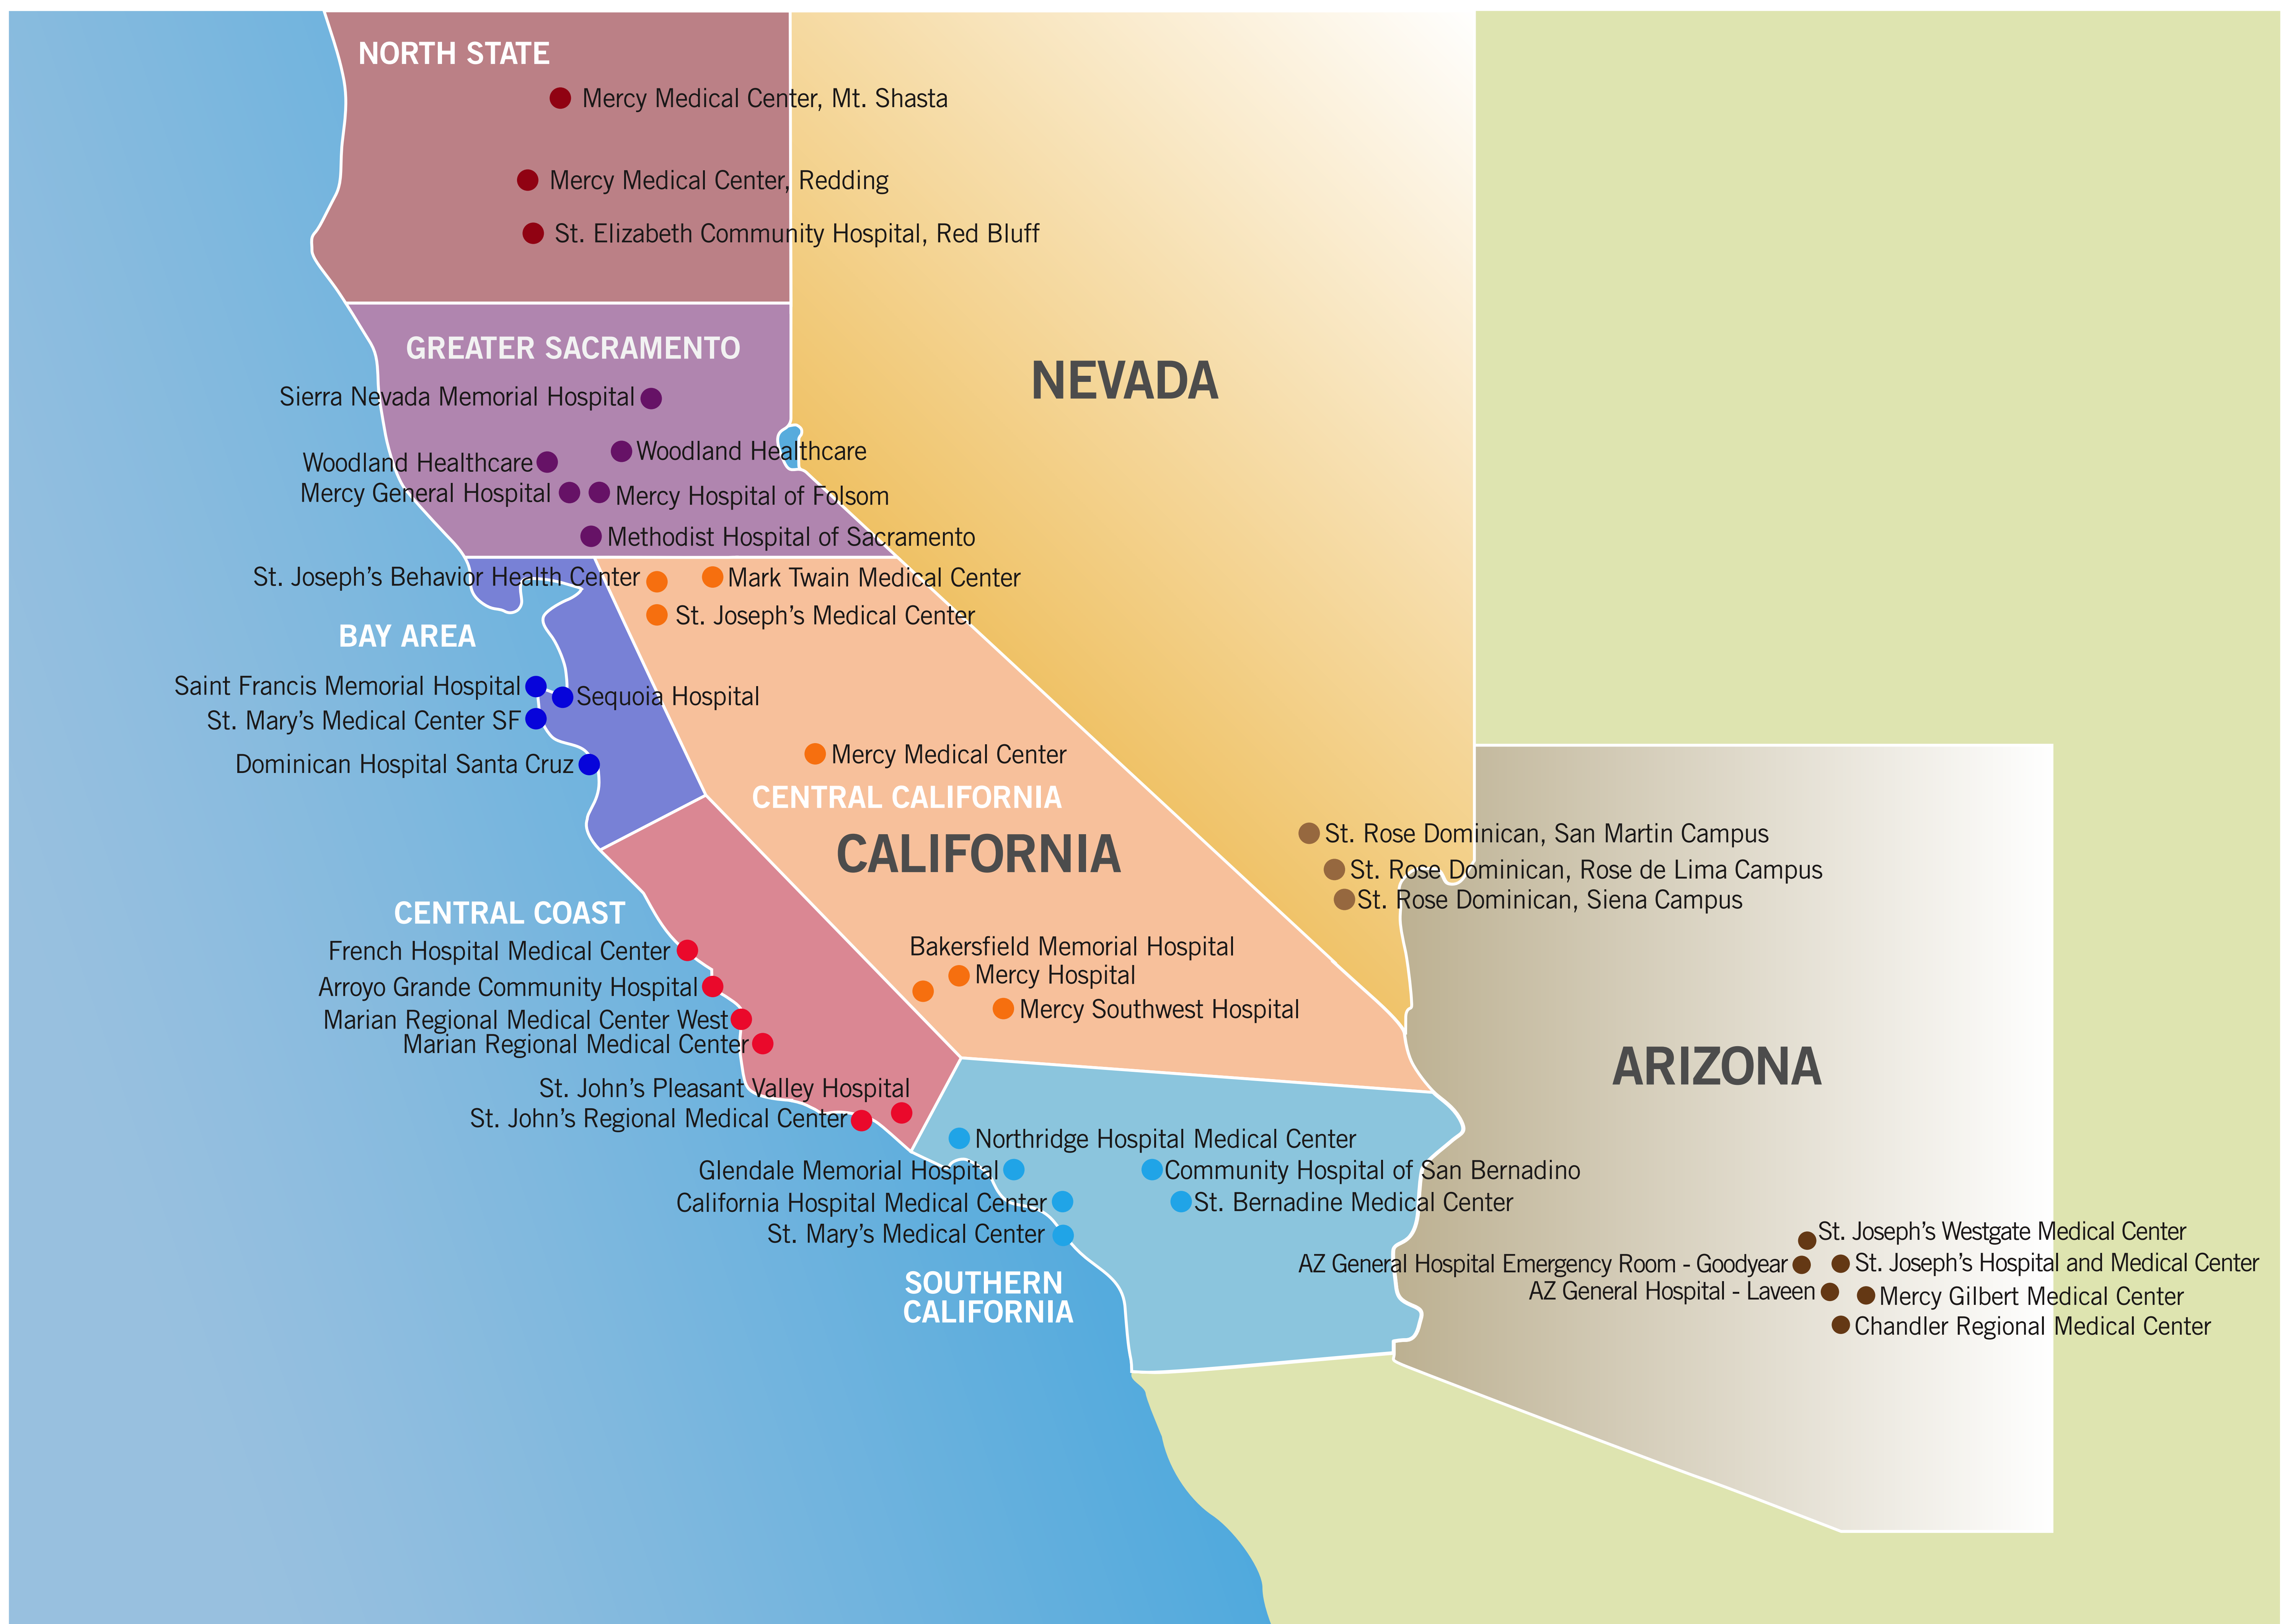 NORTH STATE
Mercy Medical Center, Mt. Shasta
Mercy Medical Center, Redding
St. Elizabeth Community Hospital, Red Bluff
GREATER SACRAMENTO
Sierra Nevada Memorial Hospital
Woodland Healthcare
Woodland Healthcare
Mercy General Hospital
Mercy Hospital of Folsom
Methodist Hospital of Sacramento
NEVADA
St. Joseph's Behavior Health Center
Mark Twain Medical Center
St. Joseph's Medical Center
BAY AREA
Saint Francis Memorial Hospital
Sequoia Hospital
St. Mary's Medical Center SF
Dominican Hospital Santa Cruz
Mercy Medical Center
CENTRAL CALIFORNIA
CALIFORNIA
St. Rose Dominican, San Martin Campus
St. Rose Dominican, Rose de Lima Campus
St. Rose Dominican, Siena Campus
CENTRAL COAST
French Hospital Medical Center
Arroyo Grande Community Hospital
Marian Regional Medical Center West
Marian Regional Medical Center
St. John's Pleasant Valley Hospital
St. John's Regional Medical Center
Bakersfield Memorial Hospital
Mercy Hospital
Mercy Southwest Hospital
ARIZONA
Northridge Hospital Medical Center
Glendale Memorial Hospital
Community Hospital of San Bernadino
California Hospital Medical Center
St. Bernadine Medical Center
St. Mary's Medical Center
SOUTHERN
CALIFORNIA
St. Joseph's Westgate Medical Center
AZ General Hospital Emergency Room - Goodyear
St. Joseph's Hospital and Medical Center
AZ General Hospital - Laveen
Mercy Gilbert Medical Center
Chandler Regional Medical Center